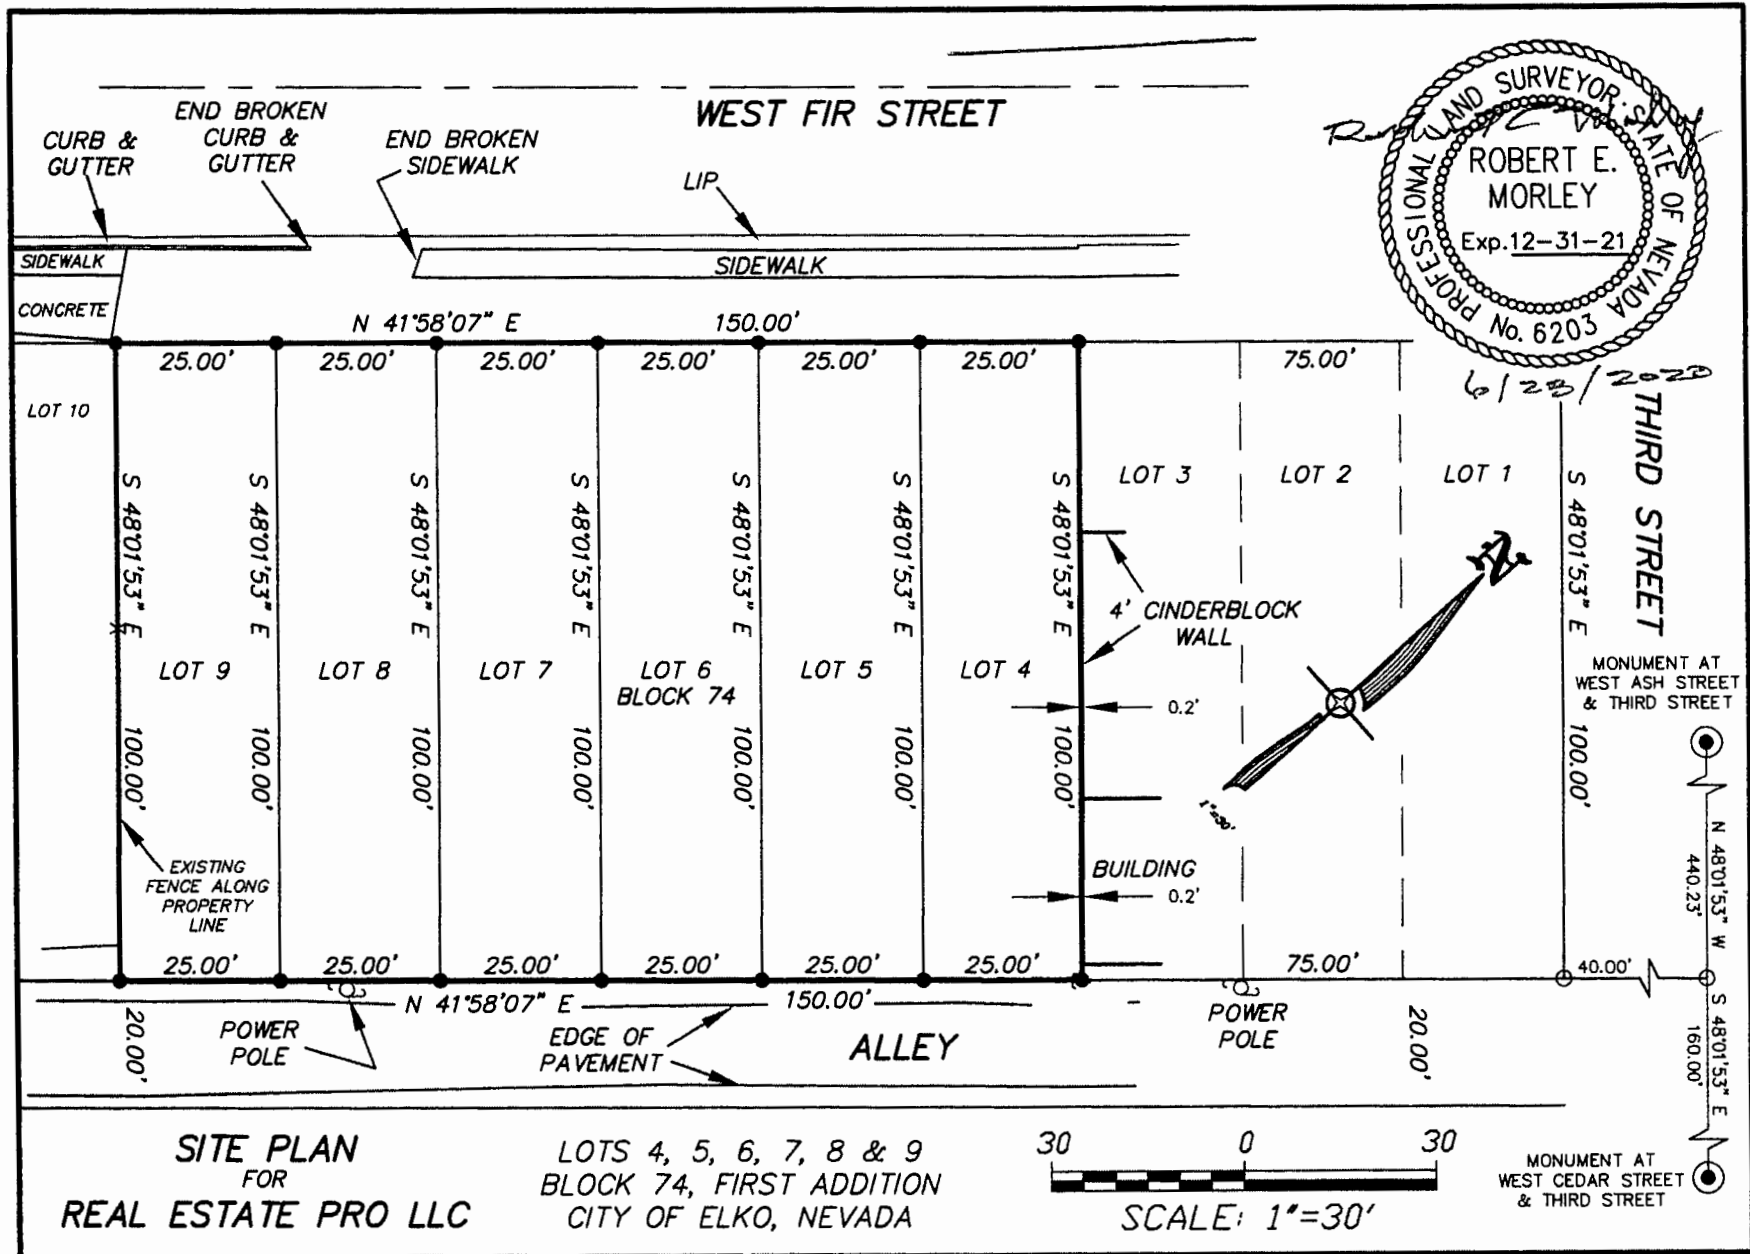 WEST FIR STREET
CURB &
GUTTER
END BROKEN
CURB &
GUTTER
END BROKEN
SIDEWALK
LIP
SIDEWALK
CONCRETE
SIDEWALK
PROFESSIONAL LAND SURVEYOR · STATE OF NEVADA
ROBERT E.
MORLEY
Exp. 12-31-21
No. 6203
N 41°58'07" E 150.00'
25.00' 25.00' 25.00' 25.00' 25.00' 25.00' 75.00'
LOT 10
THIRD STREET
LOT 3 LOT 2 LOT 1
S 48°01'53" E
S 48°01'53" E
S 48°01'53" E
S 48°01'53" E
S 48°01'53" E
S 48°01'53" E
S 48°01'53" E
S 48°01'53" E
4' CINDERBLOCK
WALL
LOT 9 LOT 8 LOT 7 LOT 6 LOT 5 LOT 4
BLOCK 74
N
1"=30'
0.2'
100.00'
100.00'
100.00'
100.00'
100.00'
100.00'
100.00'
100.00'
MONUMENT AT
WEST ASH STREET
& THIRD STREET
N 48°01'53" W
440.23'
EXISTING
FENCE ALONG
PROPERTY
LINE
BUILDING
0.2'
25.00' 25.00' 25.00' 25.00' 25.00' 25.00' 75.00'
40.00'
N 41°58'07" E 150.00'
S 48°01'53" E
160.00'
20.00'
POWER
POLE
EDGE OF
PAVEMENT
ALLEY
POWER
POLE
20.00'
SITE PLAN
FOR
REAL ESTATE PRO LLC
LOTS 4, 5, 6, 7, 8 & 9
BLOCK 74, FIRST ADDITION
CITY OF ELKO, NEVADA
30 0 30
SCALE: 1"=30'
MONUMENT AT
WEST CEDAR STREET
& THIRD STREET